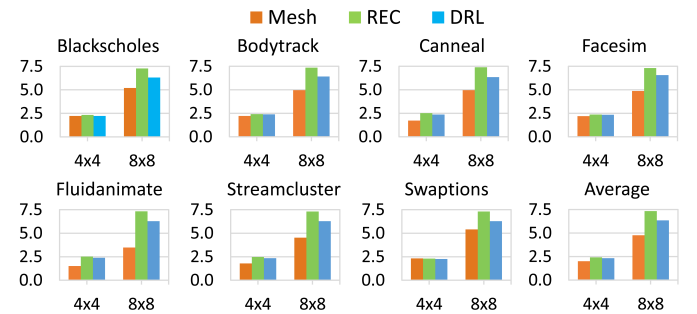 Mesh REC DRL
Blackscholes Bodytrack Canneal Facesim
7.5 7.5 7.5 7.5
5.0 5.0 5.0 5.0
2.5 2.5 2.5 2.5
0.0 0.0 0.0 0.0
4x4 8x8 4x4 8x8 4x4 8x8 4x4 8x8
Fluidanimate Streamcluster Swaptions Average
7.5 7.5 7.5 7.5
5.0 5.0 5.0 5.0
2.5 2.5 2.5 2.5
0.0 0.0 0.0 0.0
4x4 8x8 4x4 8x8 4x4 8x8 4x4 8x8